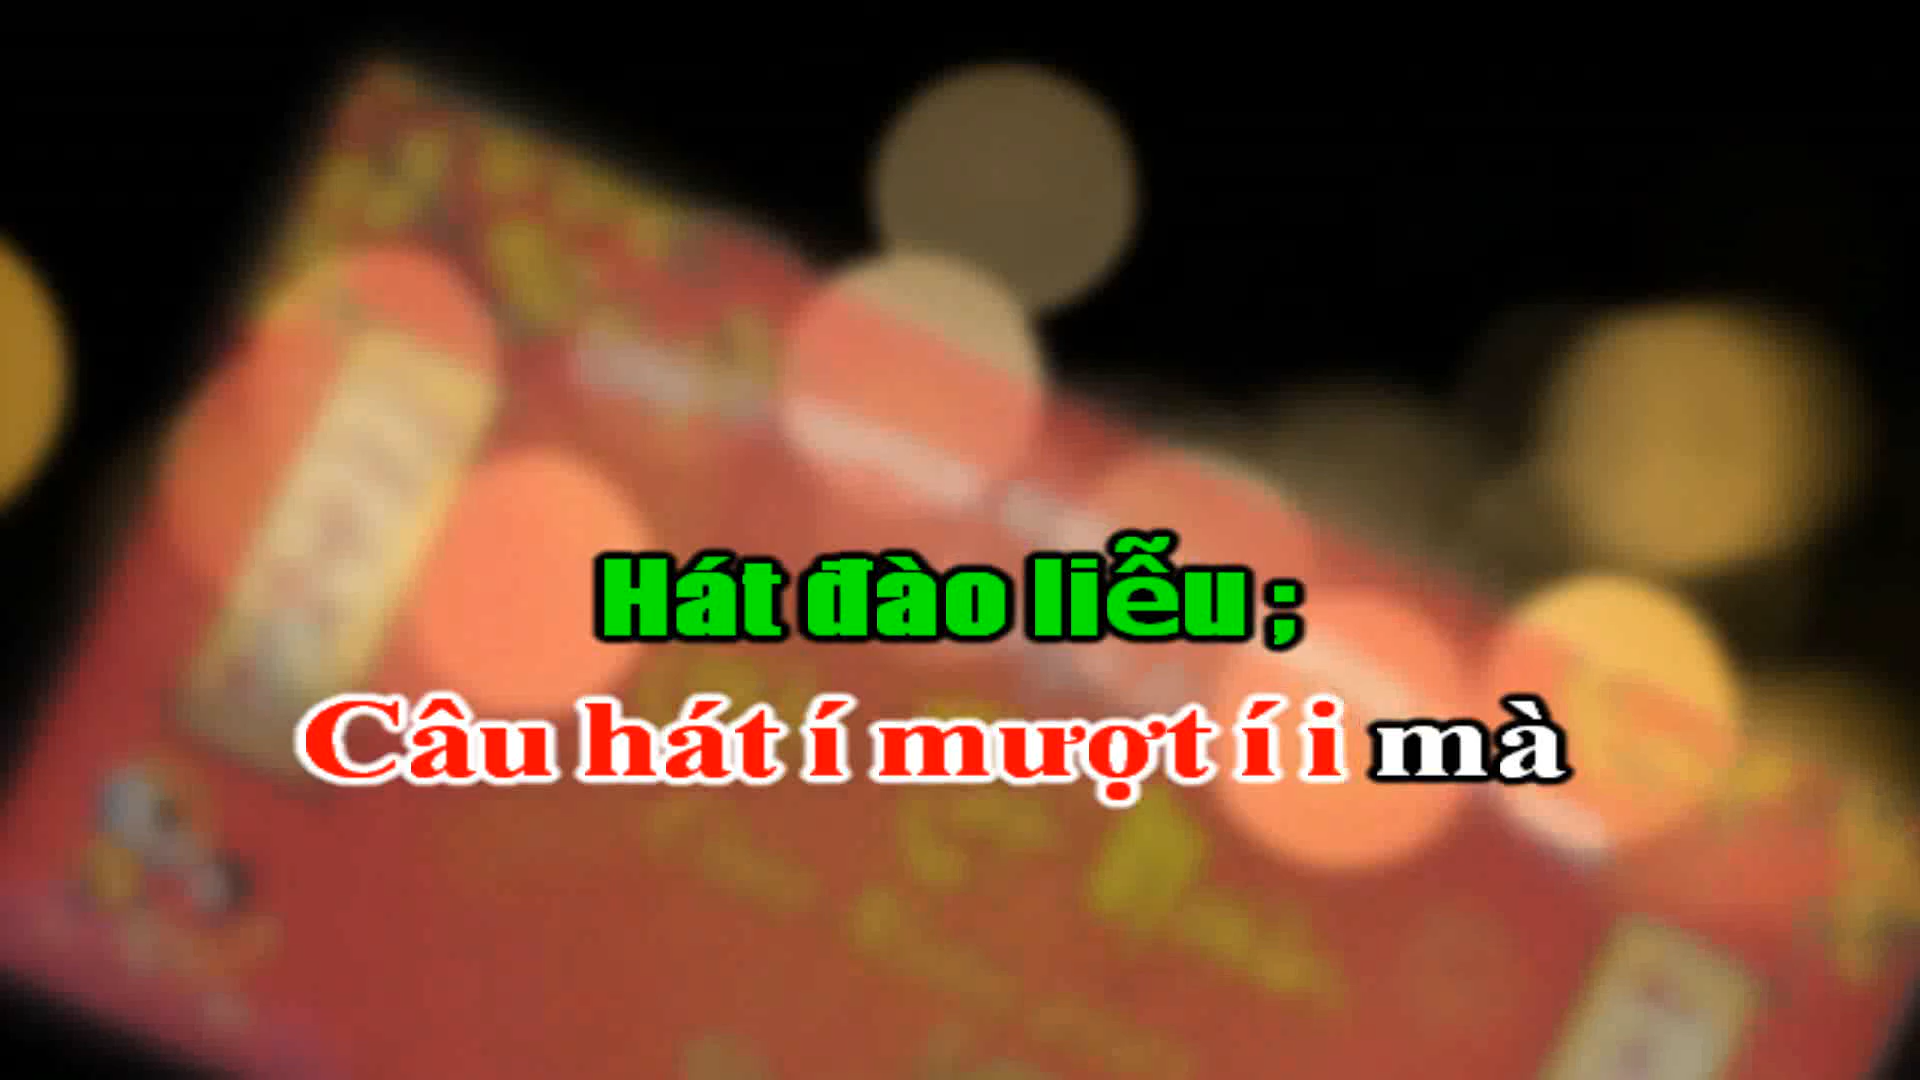 Hát đào liễu ;
Câu hát í mượt í i mà